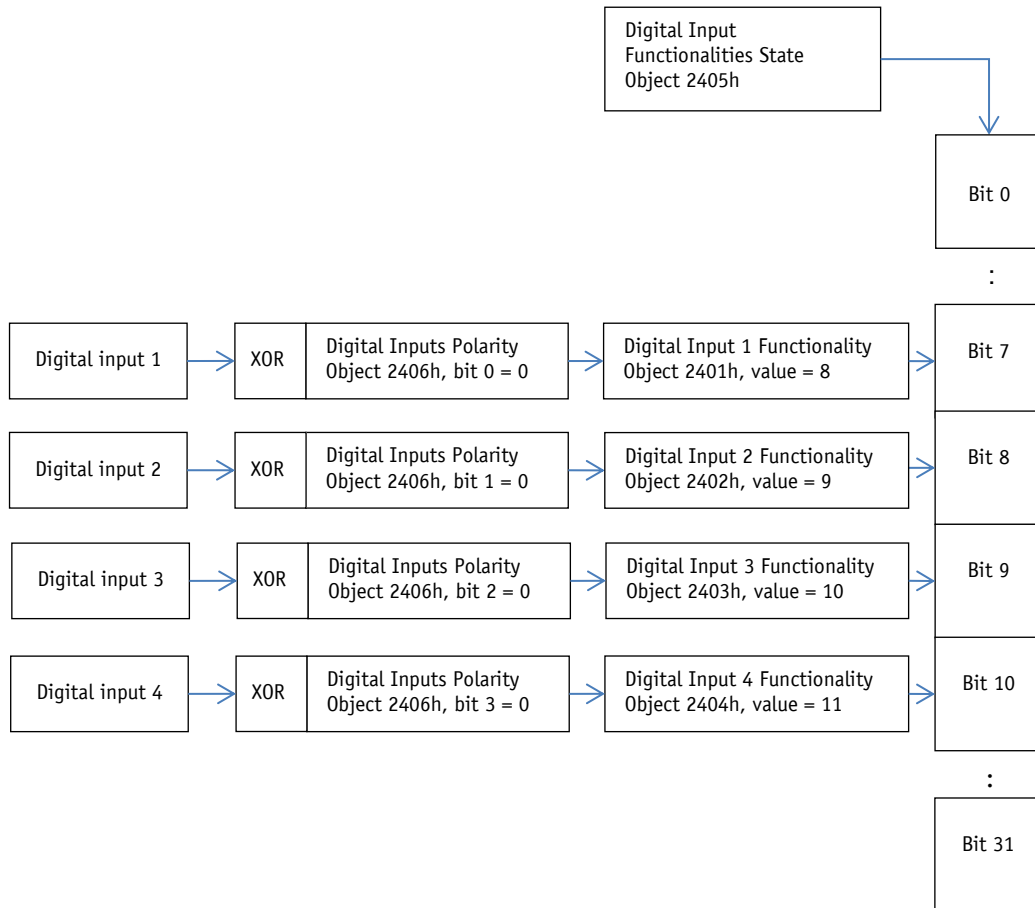 Digital Input
Functionalities State
Object 2405h
Bit 0
:
Digital input 1
XOR
Digital Inputs Polarity
Object 2406h, bit 0 = 0
Digital Input 1 Functionality
Object 2401h, value = 8
Bit 7
Digital input 2
XOR
Digital Inputs Polarity
Object 2406h, bit 1 = 0
Digital Input 2 Functionality
Object 2402h, value = 9
Bit 8
Digital input 3
XOR
Digital Inputs Polarity
Object 2406h, bit 2 = 0
Digital Input 3 Functionality
Object 2403h, value = 10
Bit 9
Digital input 4
XOR
Digital Inputs Polarity
Object 2406h, bit 3 = 0
Digital Input 4 Functionality
Object 2404h, value = 11
Bit 10
:
Bit 31